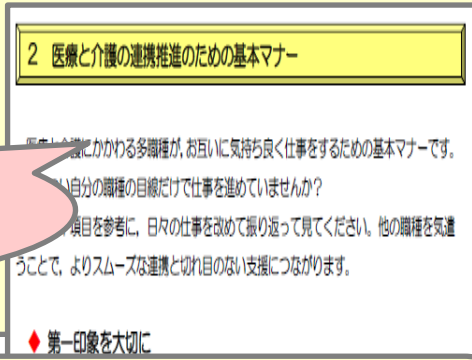 2 医療と介護の連携推進のための基本マナー
にかかわる多職種が,お互いに気持ち良く仕事をするための基本マナーです。
自分の職種の目線だけで仕事を進めていませんか?
項目を参考に,日々の仕事を改めて振り返って見てください。他の職種を気遣
うことで,よりスムーズな連携と切れ目のない支援につながります。
◆ 第一印象を大切に